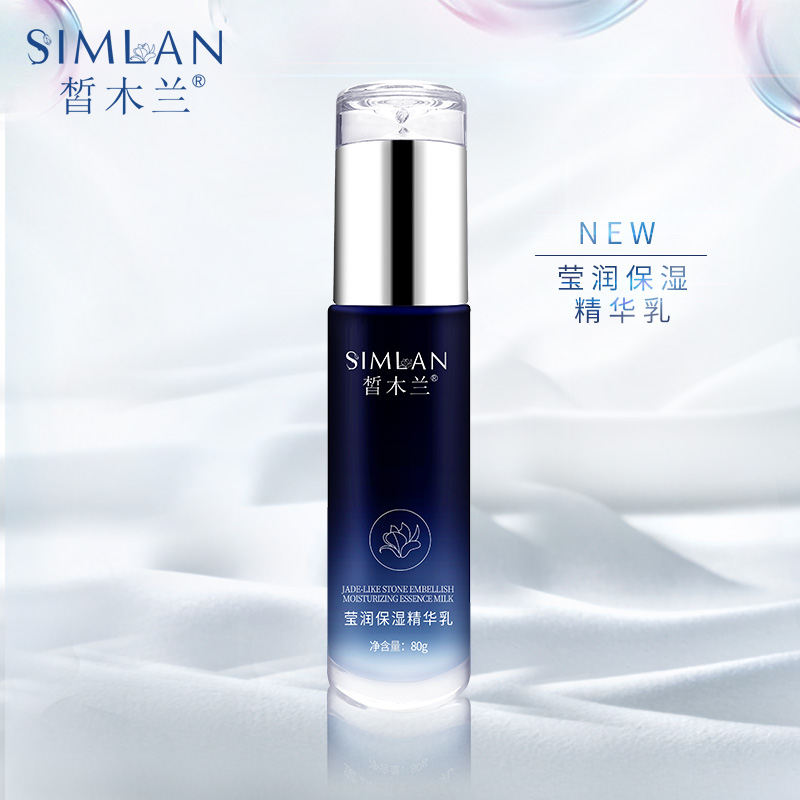 SIMLAN
皙木兰®
NEW
莹润保湿
精华乳
SIMLAN
皙木兰®
JADE-LIKE STONE EMBELLISH
MOISTURIZING ESSENCE MILK
莹润保湿精华乳
净含量：80g